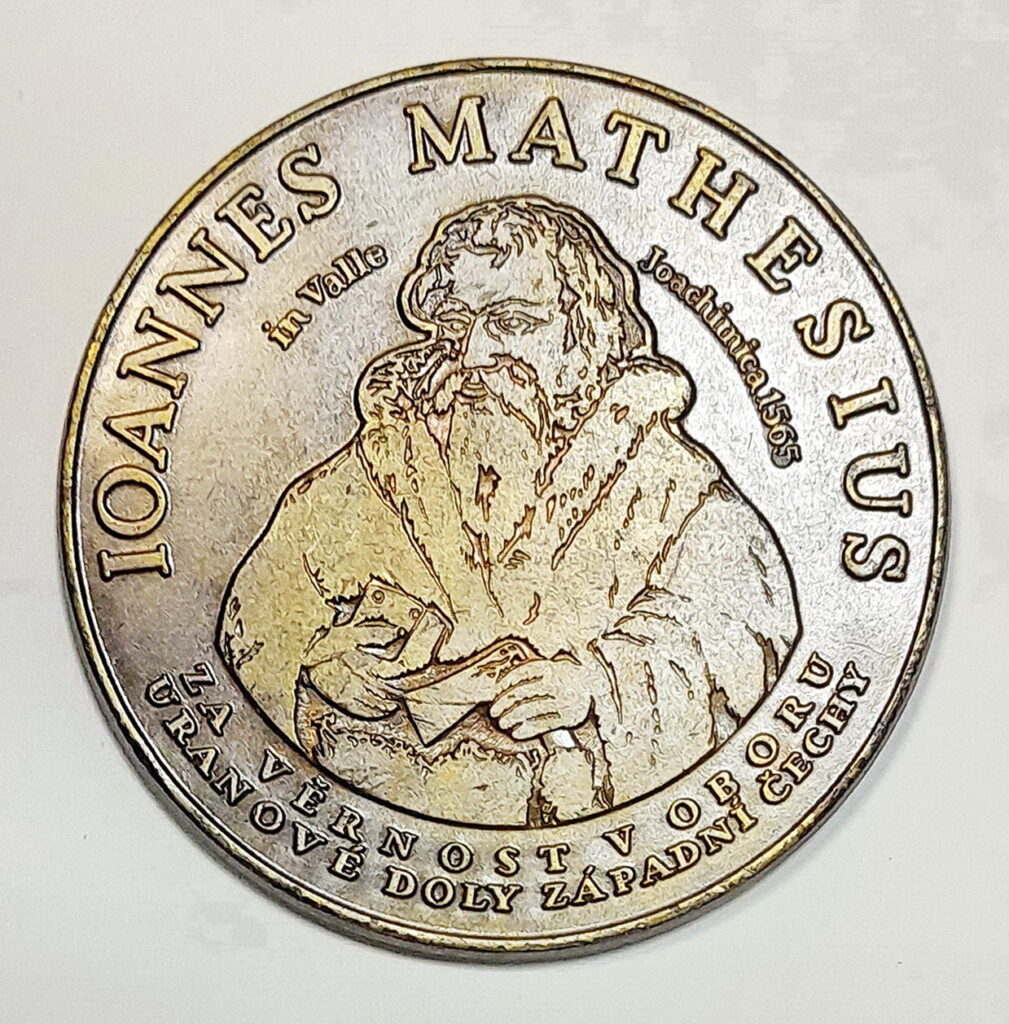 IOANNES MATHESIUS
in Valle Joachimica 1565
ZA VĚRNOST V OBORU
URANOVÉ DOLY ZÁPADNÍ ČECHY